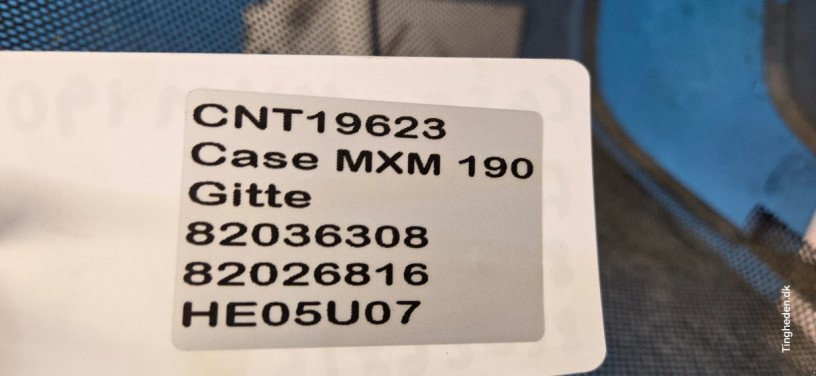 CNT19623
Case MXM 190
Gitte
82036308
82026816
HE05U07
Tingheden.dk